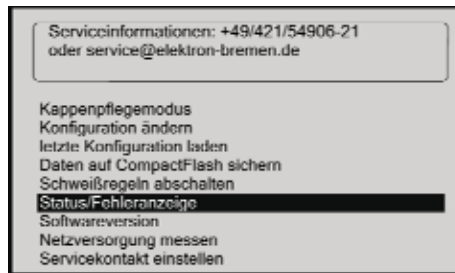 Serviceinformationen: +49/421/54906-21
oder service@elektron-bremen.de
Kappenpflegemodus
Konfiguration ändern
letzte Konfiguration laden
Daten auf CompactFlash sichern
Schweißregeln abschalten
Status/Fehleranzeige
Softwareversion
Netzversorgung messen
Servicekontakt einstellen